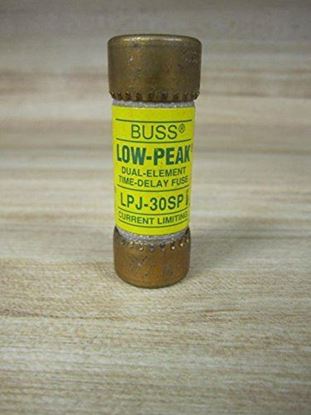 BUSS®
LOW-PEAK
DUAL-ELEMENT
TIME-DELAY FUSE
LPJ-30SP
CURRENT LIMITING